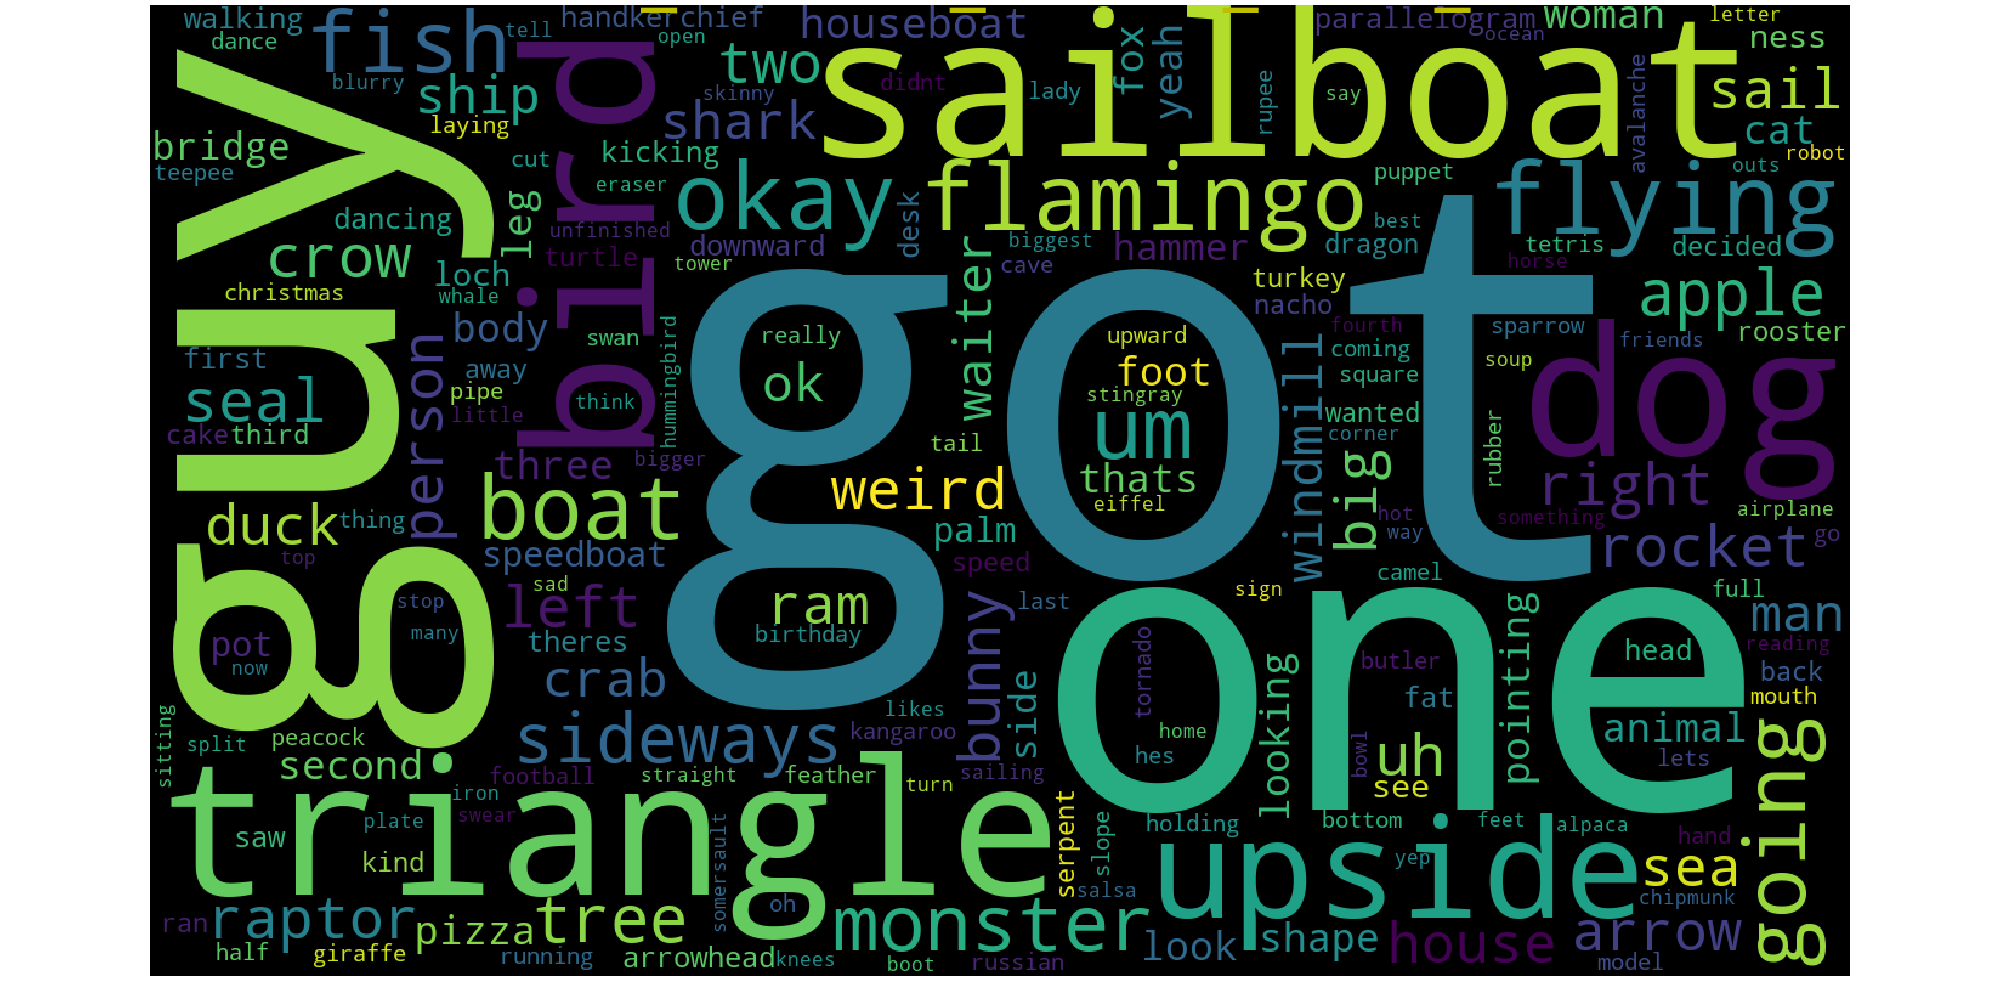 walking
handkerchief
houseboat
parallelogram
woman
letter
dance
fish
tell
open
two
sailboat
fox
yeah
ocean
ness
blurry
ship
skinny
didnt
lady
rupee
say
avalanche
sail
laying
shark
cat
bridge
bird
kicking
robot
teepee
cut
eraser
okay
flamingo
puppet
flying
outs
guy
dancing
leg
unfinished
desk
best
crow
turtle
downward
biggest
hammer
dragon
tetris
decided
loch
tower
waiter
cave
turkey
horse
apple
christmas
whale
nacho
body
swan
hummingbird
really
got
upward
windmill
fourth
sparrow
friends
rooster
first
person
away
ok
foot
coming
square
soup
dog
seal
pipe
think
stingray
wanted
little
um
corner
rubber
cake
third
three
bigger
tail
thats
big
right
boat
weird
eiffel
hot
something
airplane
duck
thing
palm
way
rocket
go
top
speedboat
speed
camel
sad
left
ram
bunny
last
sign
one
pointing
full
man
stop
many
theres
birthday
pot
now
crab
side
tornado
looking
butler
head
reading
back
fat
mouth
sitting
split
peacock
sideways
likes
kangaroo
home
hes
bowl
uh
animal
going
second
football
straight
feather
turn
sailing
see
lets
triangle
iron
swear
plate
saw
kind
somersault
serpent
slope
holding
bottom
feet
alpaca
hand
upside
yep
sea
salsa
chipmunk
ran
raptor
pizza
tree
oh
monster
look
shape
house
arrow
half
giraffe
running
arrowhead
knees
boot
russian
model